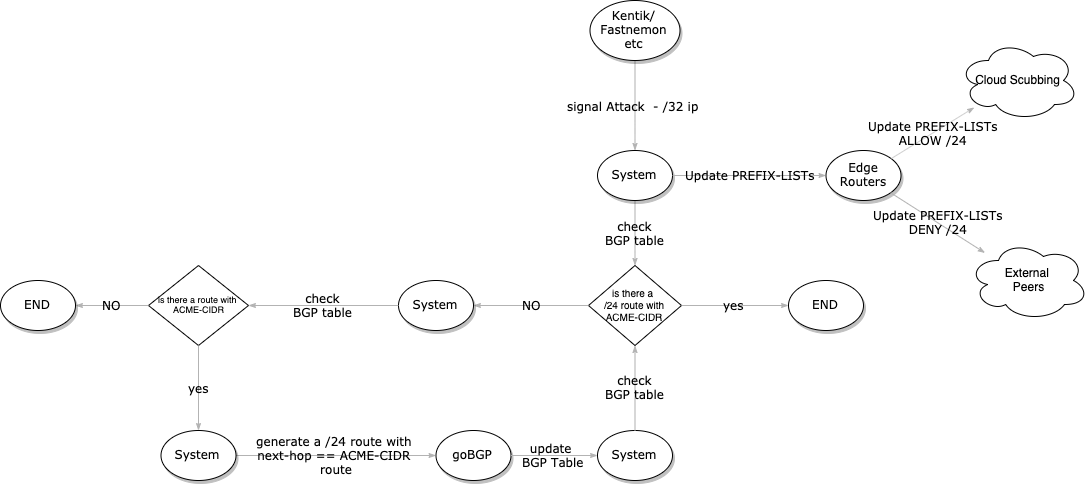 Kentik/
Fastnemon
etc
signal Attack - /32 ip
Cloud Scubbing
Update PREFIX-LISTs
ALLOW /24
System
Update PREFIX-LISTs
Edge
Routers
Update PREFIX-LISTs
DENY /24
External
Peers
check
BGP table
END
NO
is there a route with
ACME-CIDR
check
BGP table
System
NO
is there a
/24 route with
ACME-CIDR
yes
END
yes
check
BGP table
System
generate a /24 route with
next-hop == ACME-CIDR
route
goBGP
update
BGP Table
System